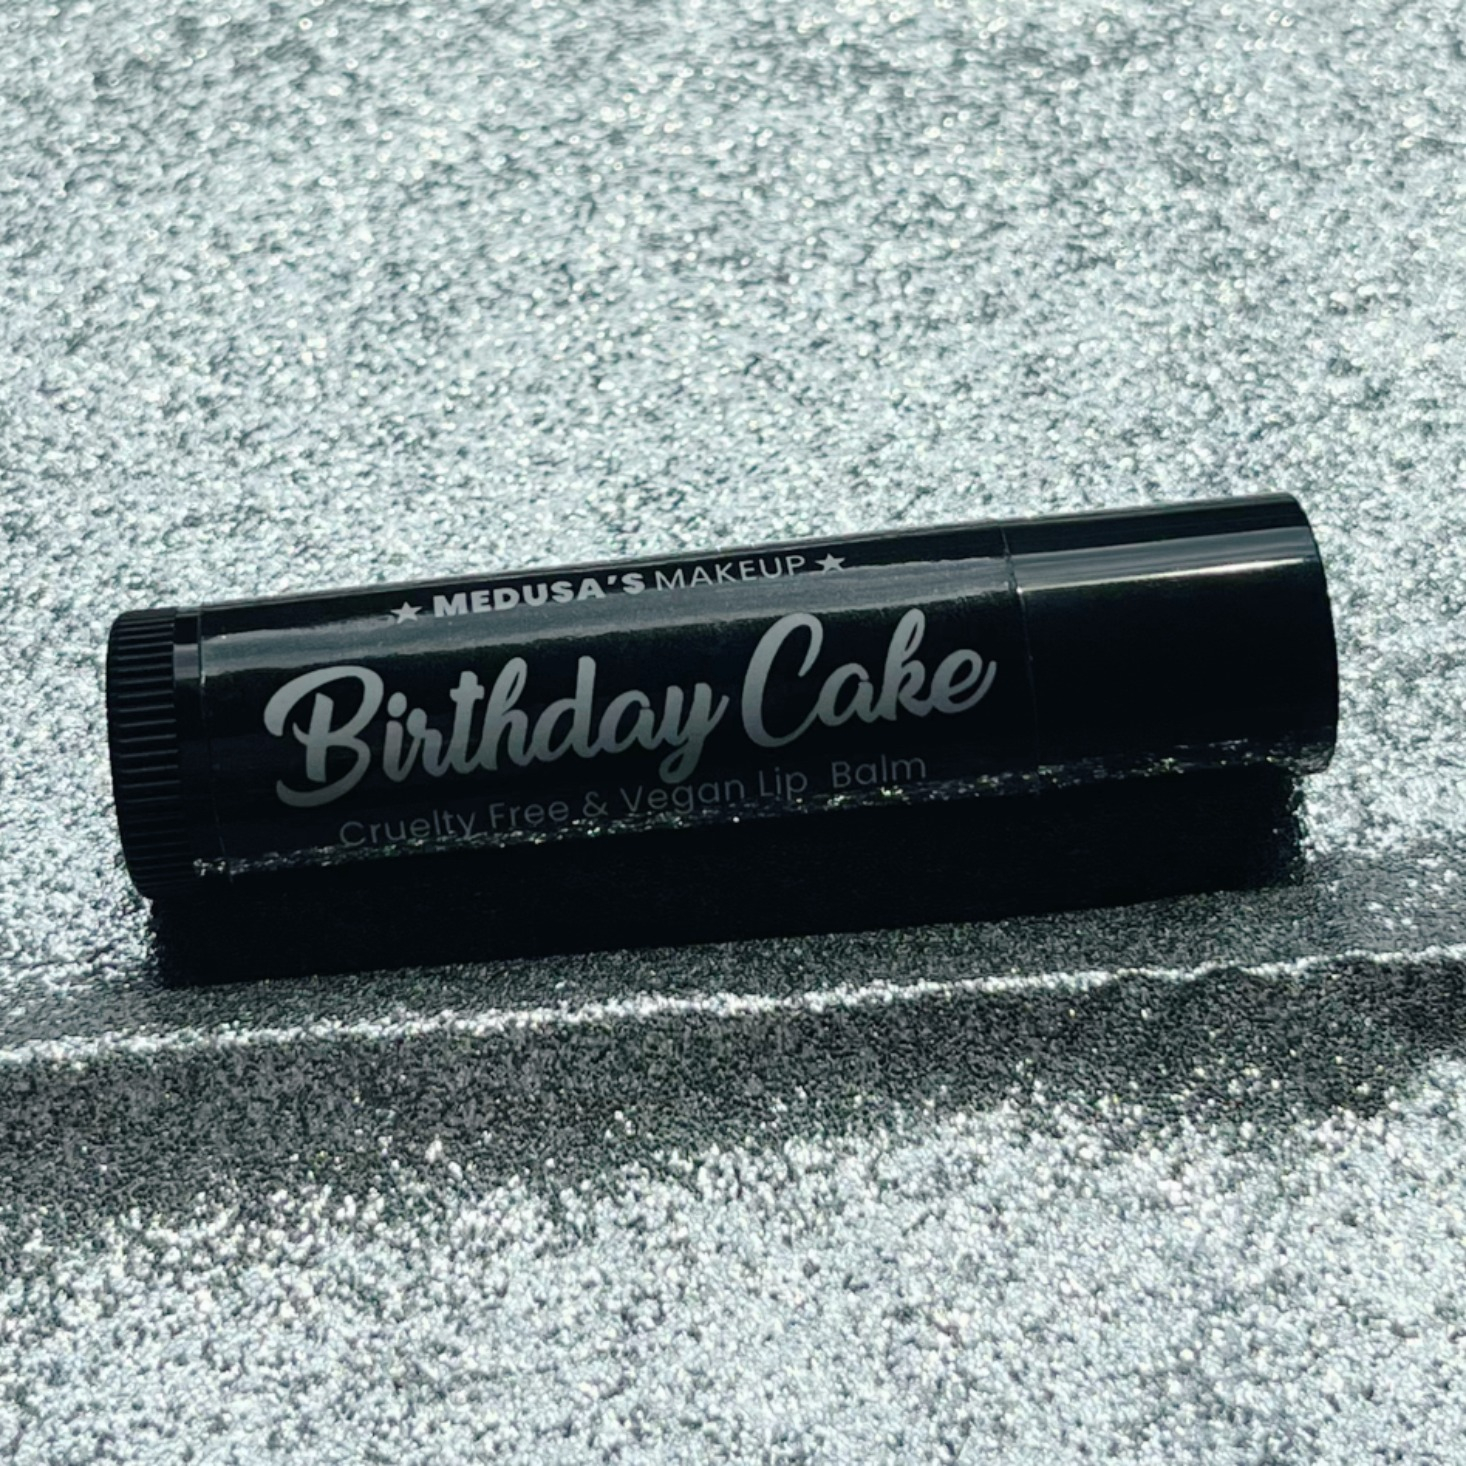 ★ MEDUSA'S MAKEUP ★
Birthday Cake
Cruelty Free & Vegan Lip Balm